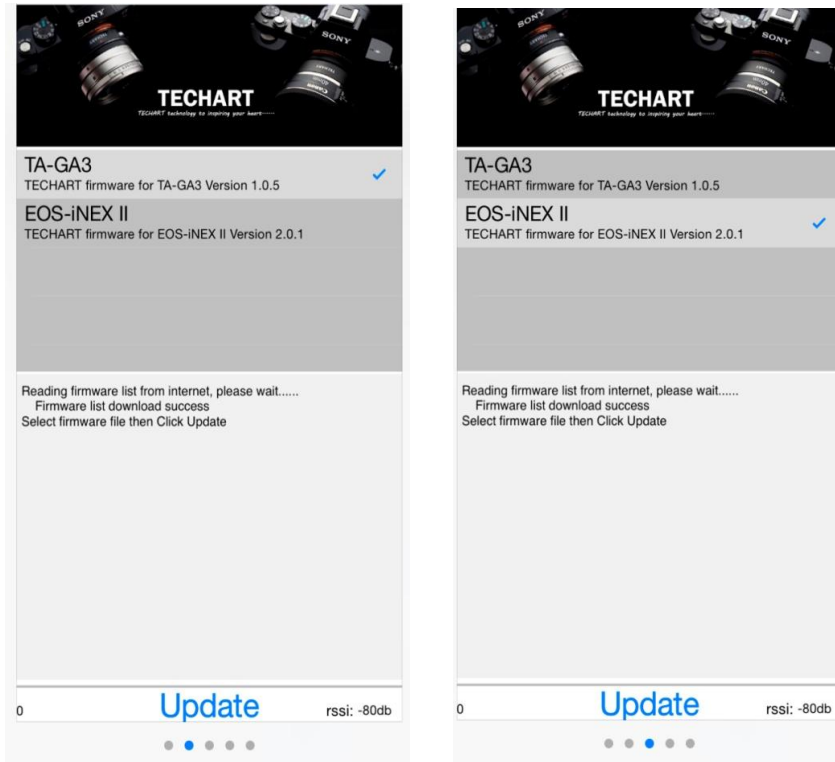 SONY
SONY
Canon
TECHART
TECHART technology to inspiring your heart······
TA-GA3
TECHART firmware for TA-GA3 Version 1.0.5
EOS-iNEX II
TECHART firmware for EOS-iNEX II Version 2.0.1
Reading firmware list from internet, please wait......
Firmware list download success
Select firmware file then Click Update
0
Update
rssi: -80db
SONY
SONY
Canon
TECHART
TECHART technology to inspiring your heart······
TA-GA3
TECHART firmware for TA-GA3 Version 1.0.5
EOS-iNEX II
TECHART firmware for EOS-iNEX II Version 2.0.1
Reading firmware list from internet, please wait......
Firmware list download success
Select firmware file then Click Update
0
Update
rssi: -80db